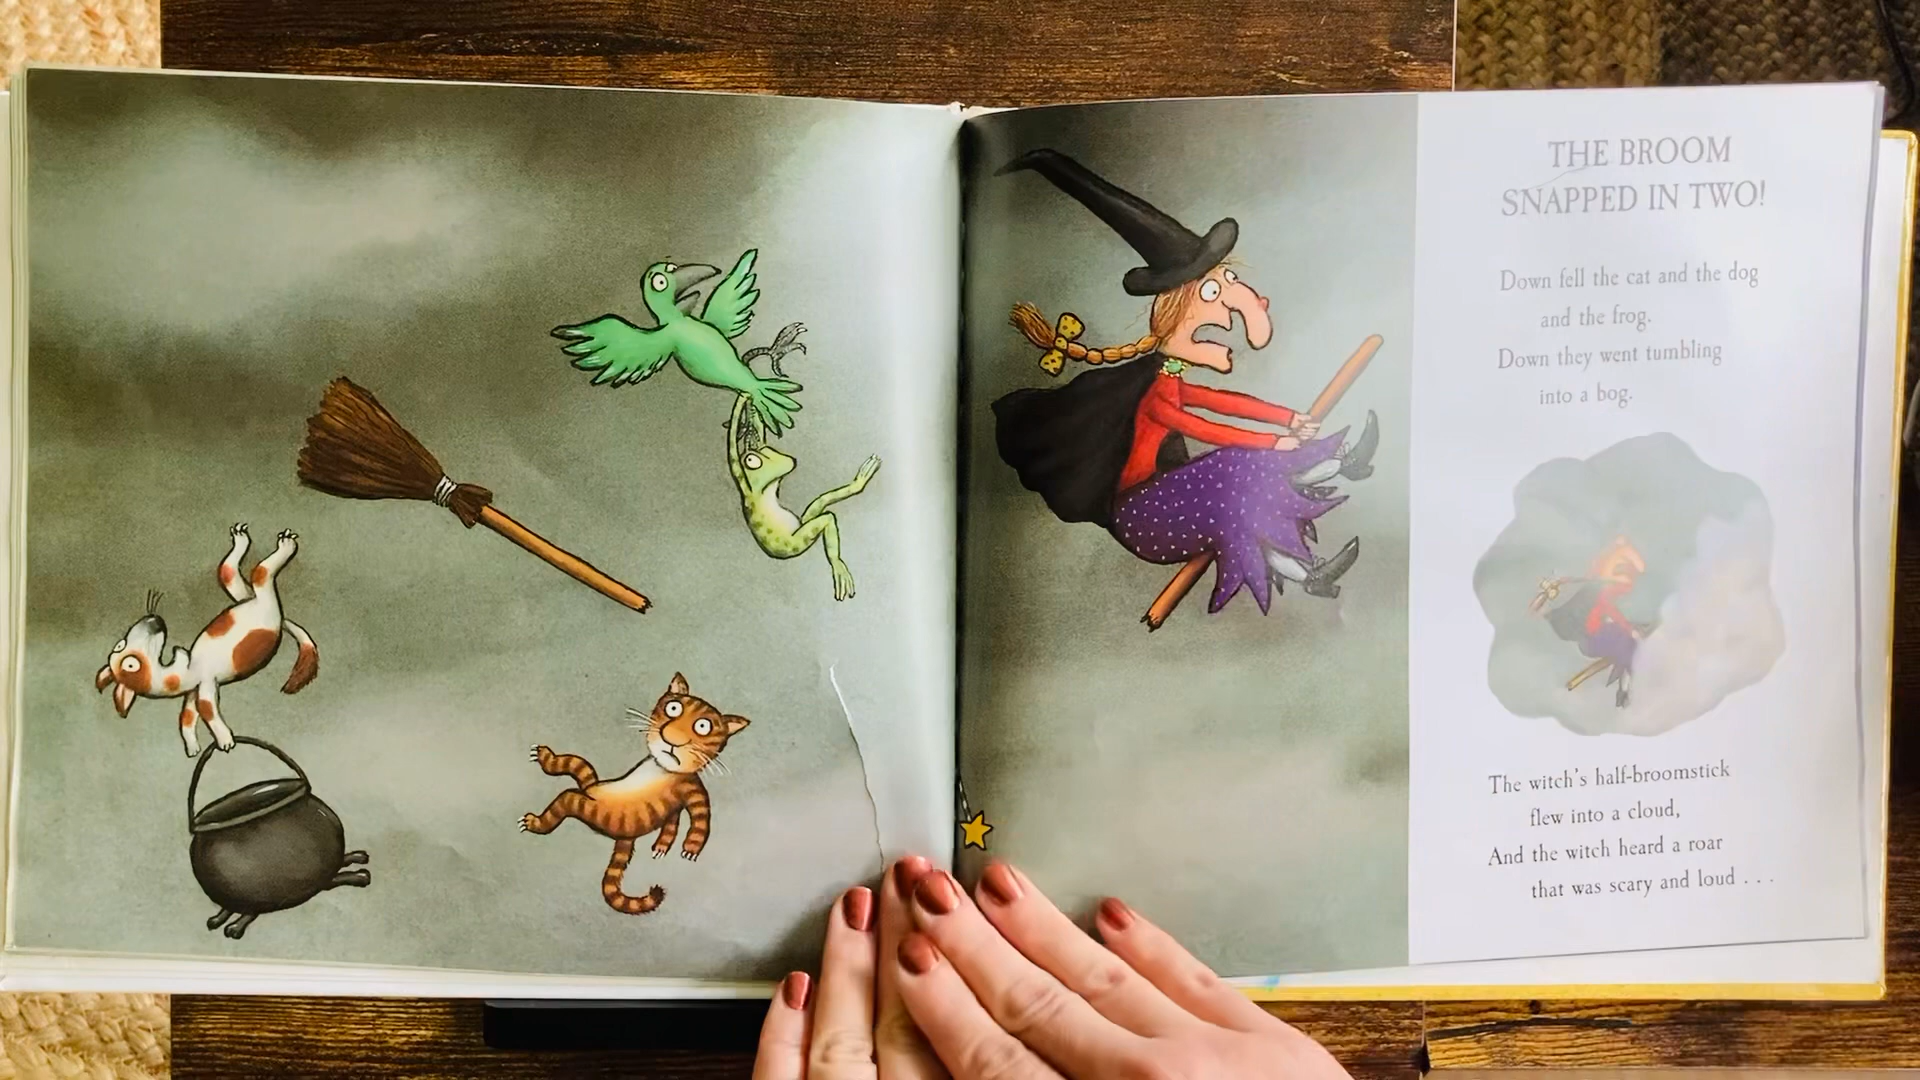 THE BROOM
SNAPPED IN TWO!
Down fell the cat and the dog
and the frog.
Down they went tumbling
into a bog.
The witch's half-broomstick
flew into a cloud,
And the witch heard a roar
that was scary and loud . . .